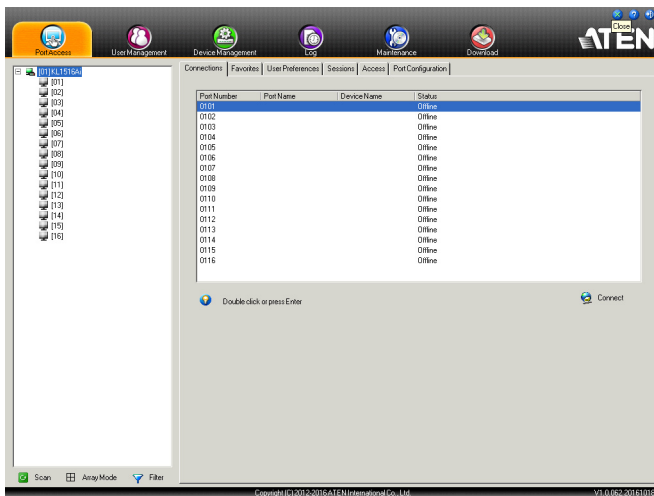 Close
ATEN
Port Access User Management Device Management Log Maintenance Download
[01]KL1516Ai
[01]
[02]
[03]
[04]
[05]
[06]
[07]
[08]
[09]
[10]
[11]
[12]
[13]
[14]
[15]
[16]
Connections Favorites User Preferences Sessions Access Port Configuration
Port Number Port Name Device Name Status
0101 Offline
0102 Offline
0103 Offline
0104 Offline
0105 Offline
0106 Offline
0107 Offline
0108 Offline
0109 Offline
0110 Offline
0111 Offline
0112 Offline
0113 Offline
0114 Offline
0115 Offline
0116 Offline
Double click or press Enter
Connect
Scan Array Mode Filter
Copyright (C) 2012-2016 ATEN International Co., Ltd. V1.0.062.20161018